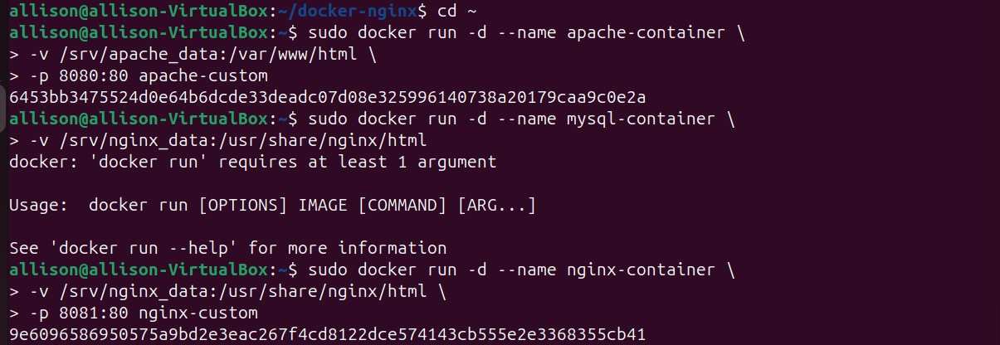 allison@allison-VirtualBox:~/docker-nginx$ cd ~
allison@allison-VirtualBox:~$ sudo docker run -d --name apache-container \
> -v /srv/apache_data:/var/www/html \
> -p 8080:80 apache-custom
6453bb3475524d0e64b6dcde33deadc07d08e325996140738a20179caa9c0e2a
allison@allison-VirtualBox:~$ sudo docker run -d --name mysql-container \
> -v /srv/nginx_data:/usr/share/nginx/html
docker: 'docker run' requires at least 1 argument

Usage:  docker run [OPTIONS] IMAGE [COMMAND] [ARG...]

See 'docker run --help' for more information
allison@allison-VirtualBox:~$ sudo docker run -d --name nginx-container \
> -v /srv/nginx_data:/usr/share/nginx/html \
> -p 8081:80 nginx-custom
9e6096586950575a9bd2e3eac267f4cd8122dce574143cb555e2e3368355cb41